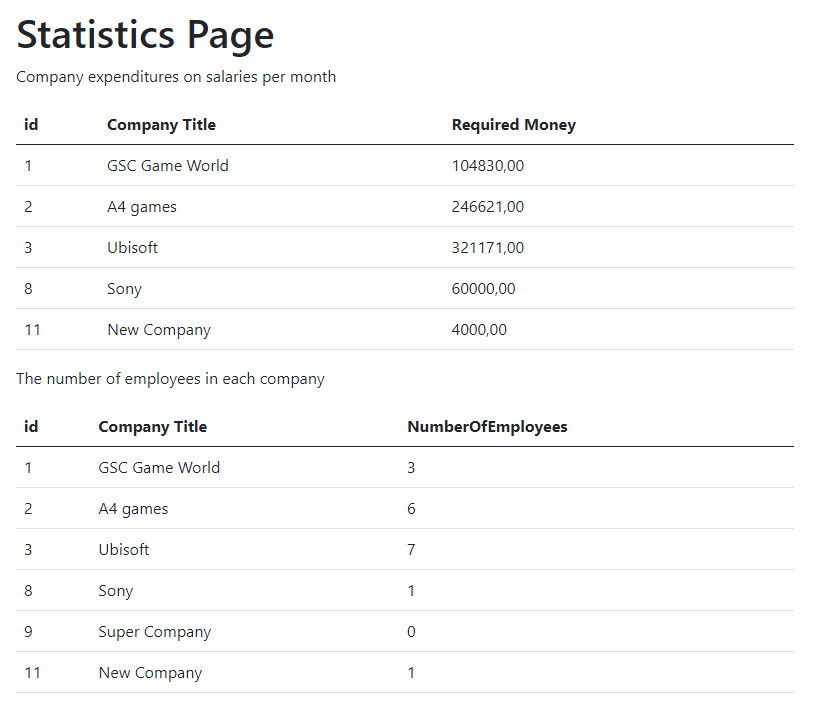 Statistics Page
Company expenditures on salaries per month
id Company Title Required Money
1 GSC Game World 104830,00
2 A4 games 246621,00
3 Ubisoft 321171,00
8 Sony 60000,00
11 New Company 4000,00
The number of employees in each company
id Company Title NumberOfEmployees
1 GSC Game World 3
2 A4 games 6
3 Ubisoft 7
8 Sony 1
9 Super Company 0
11 New Company 1